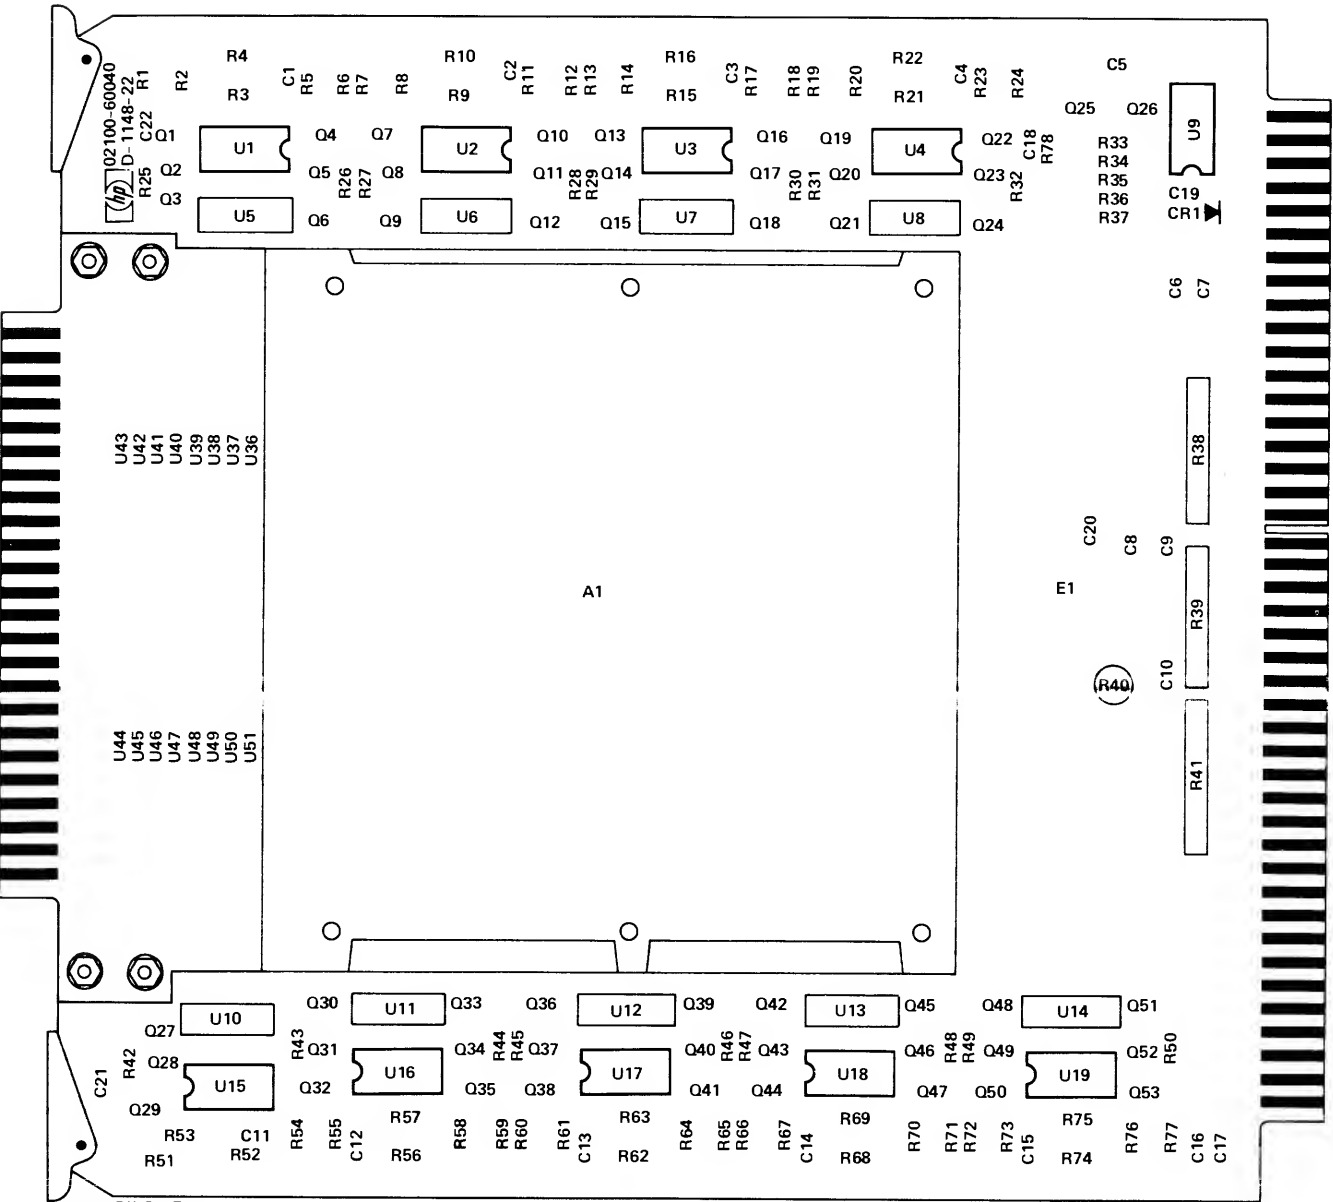 R4 R10 R16 R22 C5
R1 R2 C1 R5 R6 R7 R8 C2 R11 R12 R13 R14 C3 R17 R18 R19 R20 C4 R23 R24
R3 R9 R15 R21
02100-60040
D-1148-22
C22
hp
R25
Q25 Q26 U9
Q1 U1 Q4 Q7 U2 Q10 Q13 U3 Q16 Q19 U4 Q22 C18 R78 R33
R34
Q2 Q5 R26 R27 Q8 Q11 R28 R29 Q14 Q17 R30 R31 Q20 Q23 R32 R35
Q3 R36 C19
U5 Q6 Q9 U6 Q12 Q15 U7 Q18 Q21 U8 Q24 R37 CR1
C6 C7
U43 U42 U41 U40 U39 U38 U37 U36 R38
C20 C8 C9
A1 E1 R39
R40 C10
U44 U45 U46 U47 U48 U49 U50 U51 R41
Q30 U11 Q33 Q36 U12 Q39 Q42 U13 Q45 Q48 U14 Q51
Q27 U10
R43 Q31 Q34 R44 R45 Q37 Q40 R46 R47 Q43 Q46 R48 R49 Q49 Q52 R50
C21 R42 Q28 U15 U16 U17 U18 U19
Q32 Q35 Q38 Q41 Q44 Q47 Q50 Q53
Q29 R57 R63 R69 R75
R53 C11 R54 R55 C12 R58 R59 R60 R61 C13 R64 R65 R66 R67 C14 R70 R71 R72 R73 C15 R76 R77 C16 C17
R51 R52 R56 R62 R68 R74